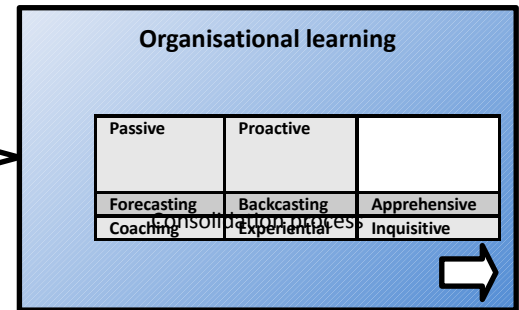 Organisational learning
Passive Proactive
Forecasting Backcasting Apprehensive
Consolidation process
Coaching Experiential Inquisitive